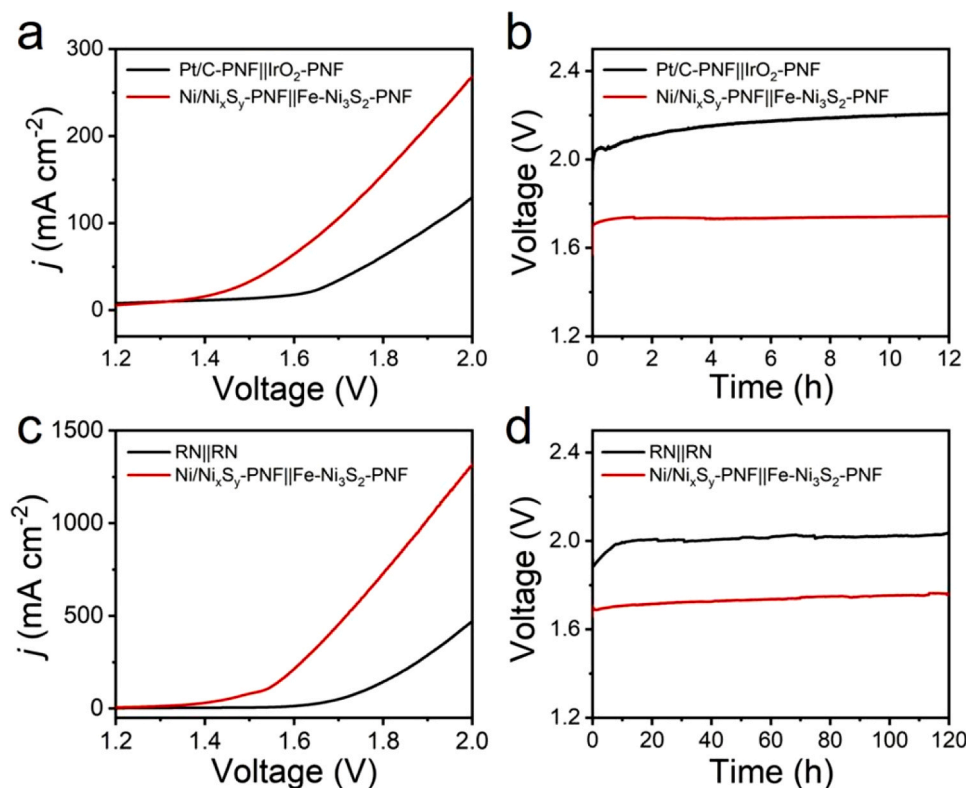 a
Pt/C-PNF||IrO₂-PNF
Ni/NiₓSᵧ-PNF||Fe-Ni₃S₂-PNF
j (mA cm⁻²)
300
200
100
0
1.2 1.4 1.6 1.8 2.0
Voltage (V)
b
Pt/C-PNF||IrO₂-PNF
Ni/NiₓSᵧ-PNF||Fe-Ni₃S₂-PNF
Voltage (V)
2.4
2.0
1.6
1.2
0 2 4 6 8 10 12
Time (h)
c
RN||RN
Ni/NiₓSᵧ-PNF||Fe-Ni₃S₂-PNF
j (mA cm⁻²)
1500
1000
500
0
1.2 1.4 1.6 1.8 2.0
Voltage (V)
d
RN||RN
Ni/NiₓSᵧ-PNF||Fe-Ni₃S₂-PNF
Voltage (V)
2.4
2.0
1.6
1.2
0 20 40 60 80 100 120
Time (h)